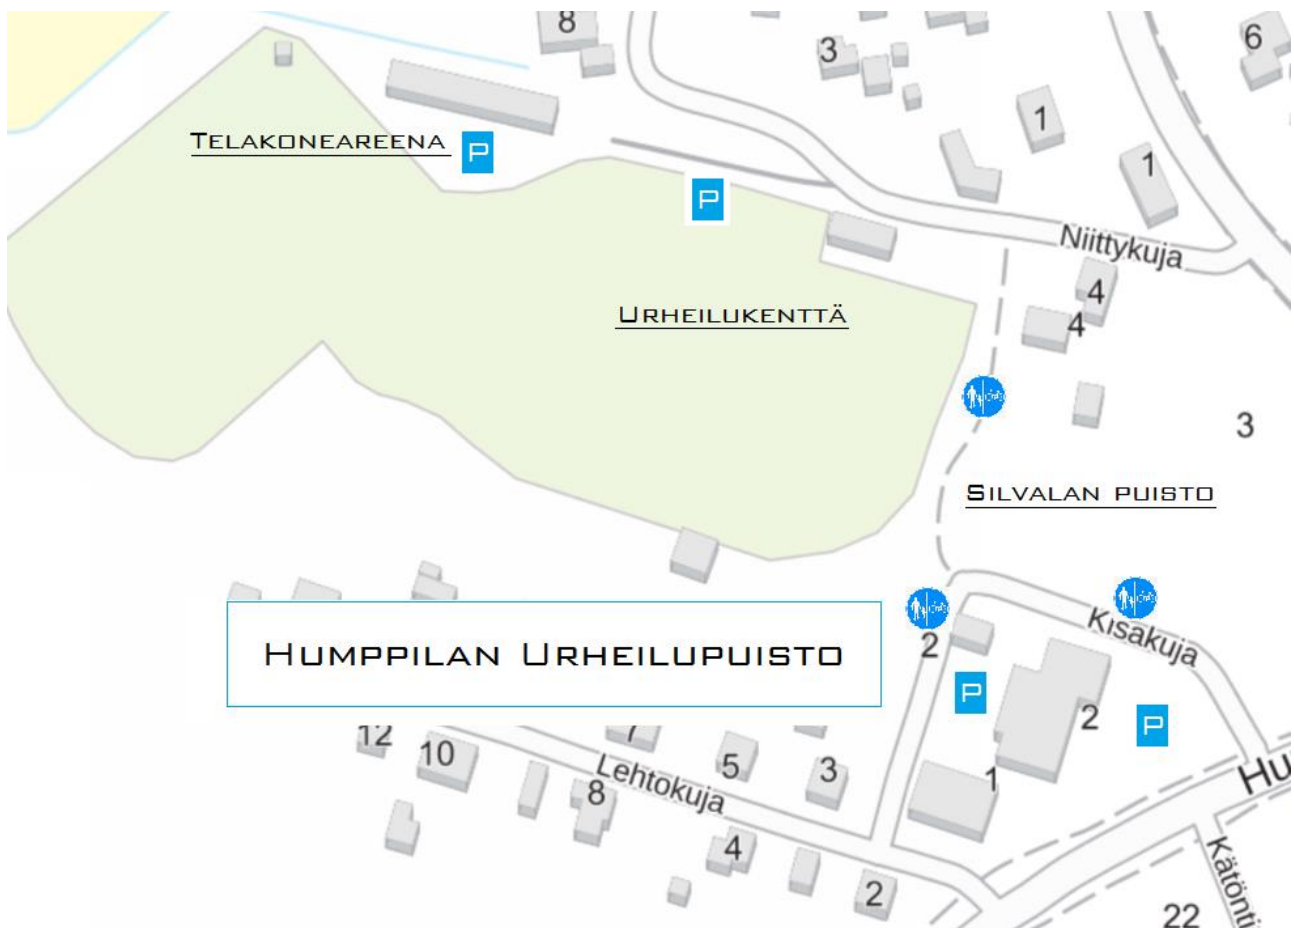 8
3
6
1
1
TELAKONEAREENA
P
P
Niittykuja
4
4
URHEILUKENTTÄ
3
SILVALAN PUISTO
Kisakuja
2
HUMPPILAN URHEILUPUISTO
P
2
P
12
7
10
5
3
Lehtokuja
8
1
Hu
4
2
Kätönti
22